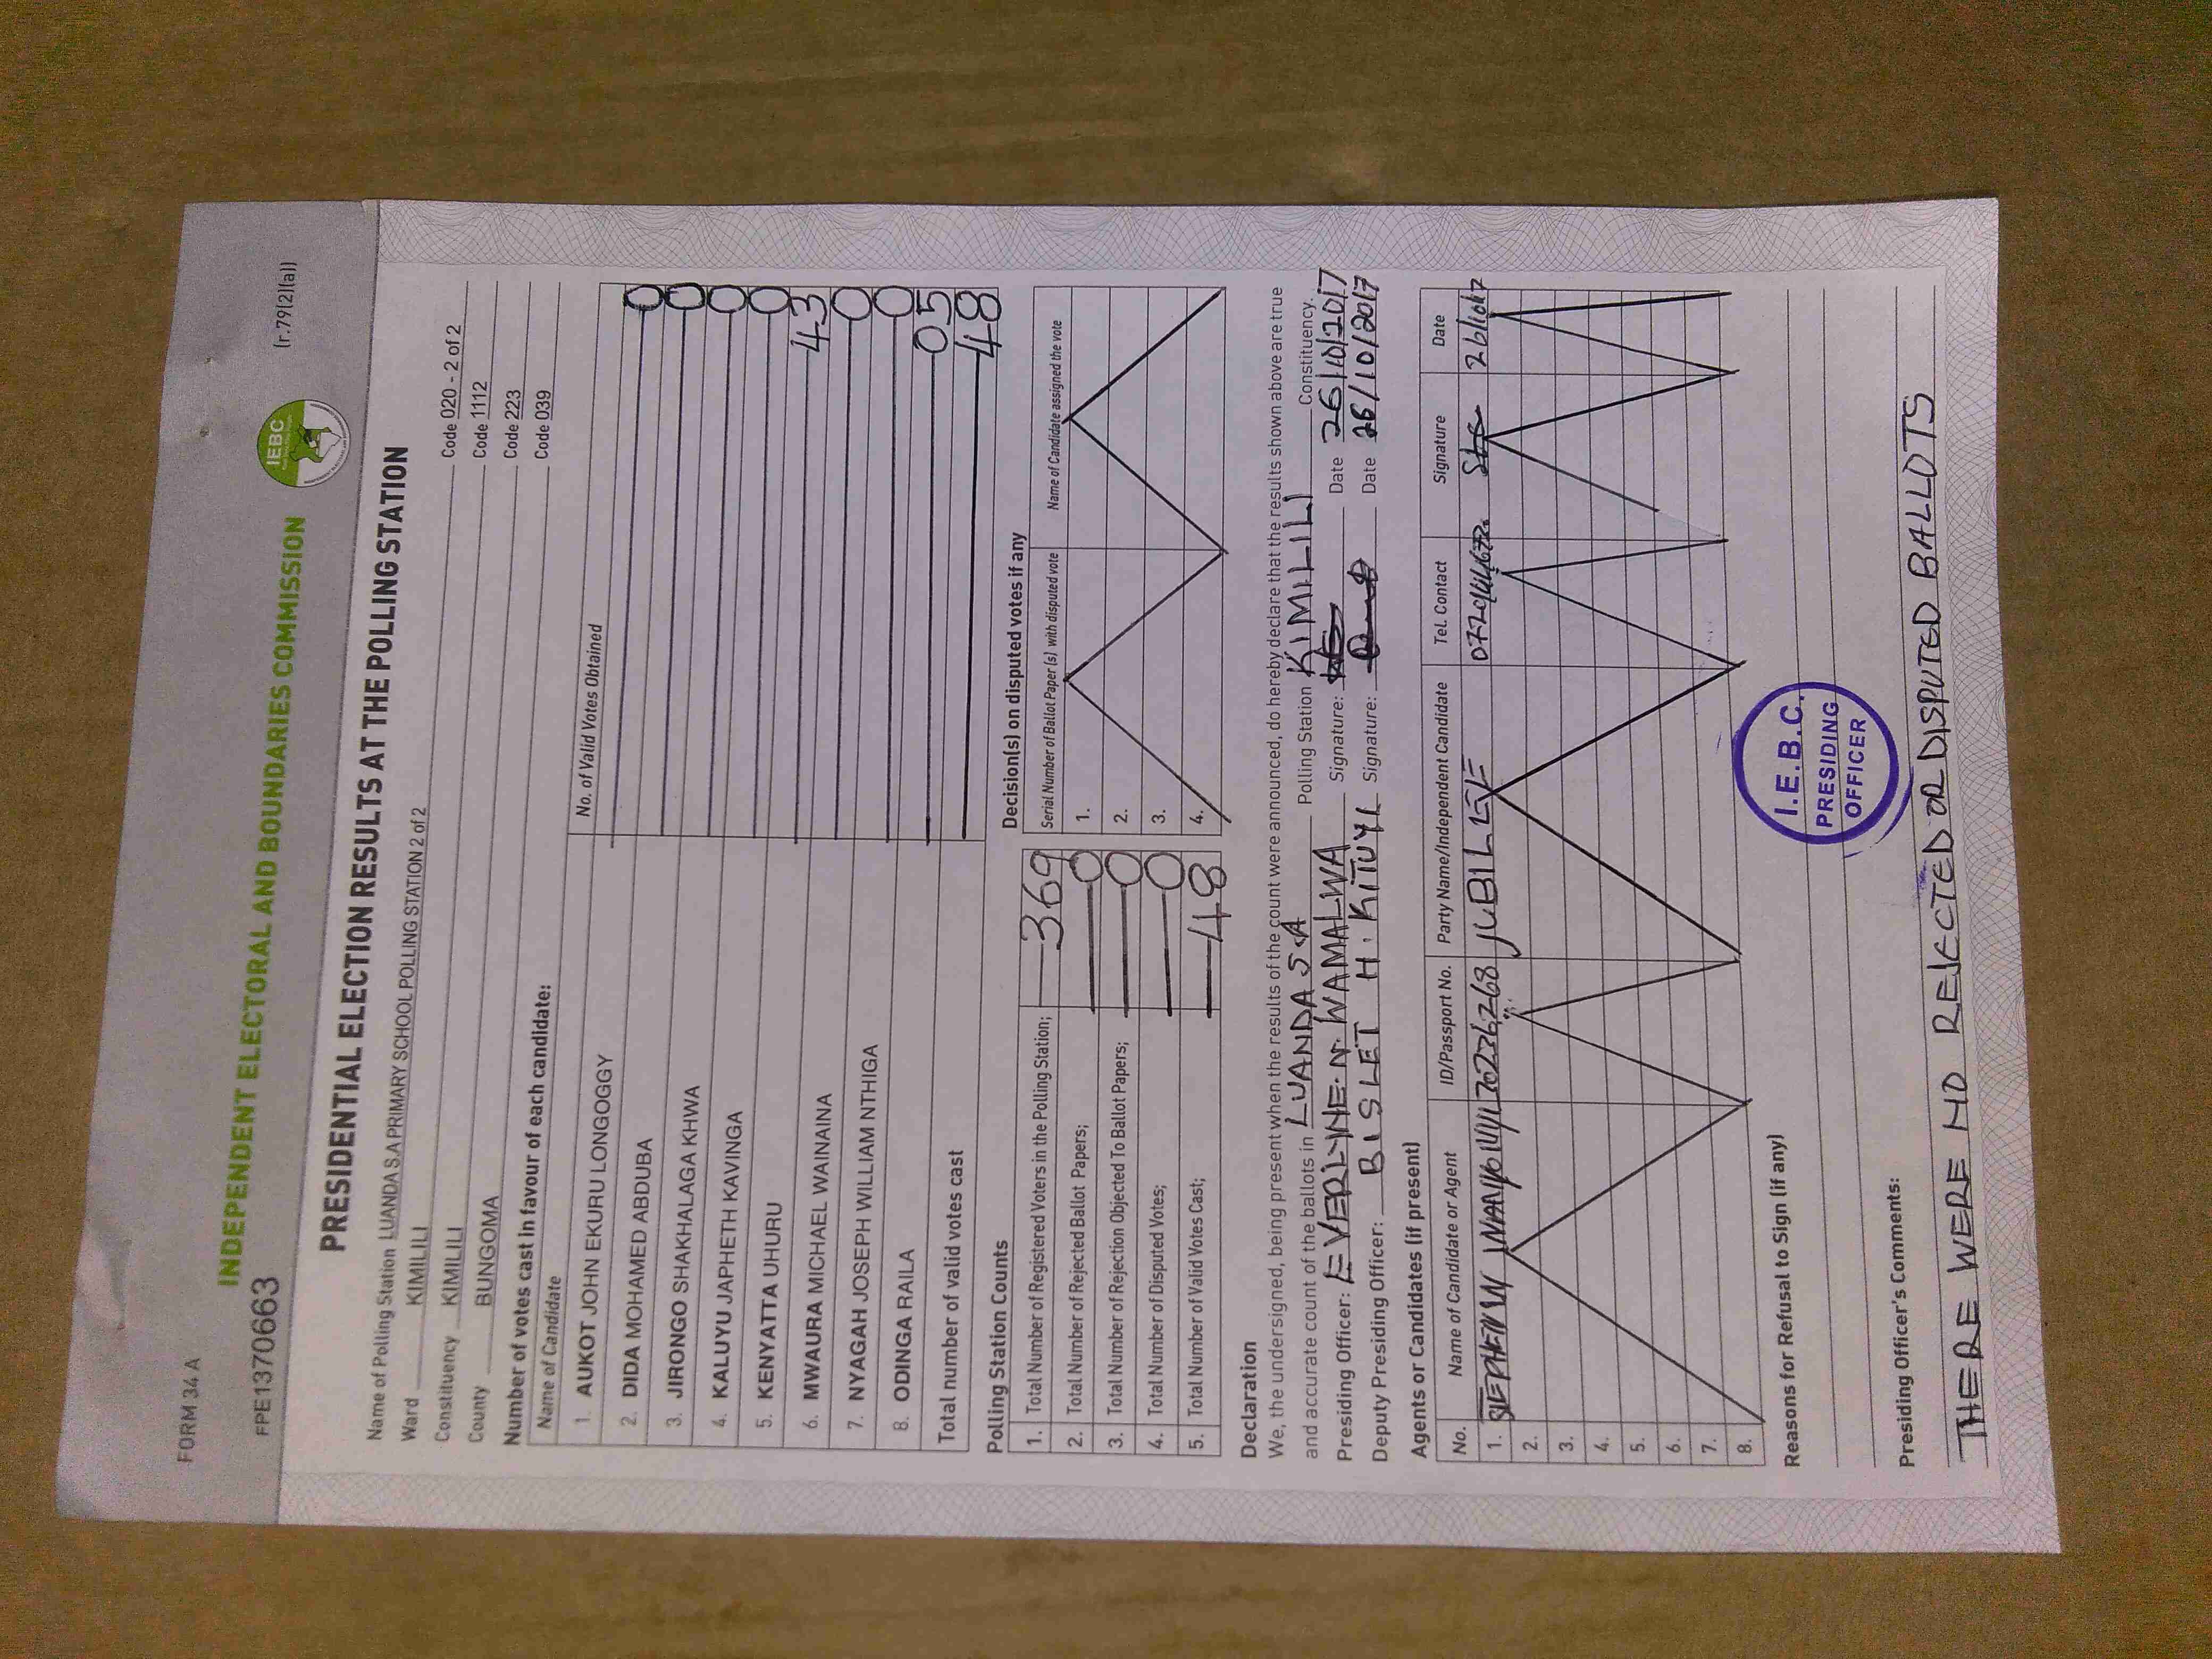 FORM 34 A
(r.79(2)(a))
INDEPENDENT ELECTORAL AND BOUNDARIES COMMISSION
IEBC
FPE1370663
PRESIDENTIAL ELECTION RESULTS AT THE POLLING STATION
Name of Polling Station LUANDA S.A PRIMARY SCHOOL POLLING STATION 2 of 2 Code 020 - 2 of 2
Ward KIMILILI Code 1112
Constituency KIMILILI Code 223
County BUNGOMA Code 039
Number of votes cast in favour of each candidate:
Name of Candidate No. of Valid Votes Obtained
1. AUKOT JOHN EKURU LONGOGGY 0
2. DIDA MOHAMED ABDUBA 0
3. JIRONGO SHAKHALAGA KHWA 0
4. KALUYU JAPHETH KAVINGA 0
5. KENYATTA UHURU 43
6. MWAURA MICHAEL WAINAINA 0
7. NYAGAH JOSEPH WILLIAM NTHIGA 0
8. ODINGA RAILA 05
Total number of valid votes cast 48
Polling Station Counts
1. Total Number of Registered Voters in the Polling Station; 369
2. Total Number of Rejected Ballot Papers; 0
3. Total Number of Rejection Objected To Ballot Papers; 0
4. Total Number of Disputed Votes; 0
5. Total Number of Valid Votes Cast; 48
Decision(s) on disputed votes if any
Serial Number of Ballot Paper(s) with disputed vote Name of Candidate assigned the vote
1.
2.
3.
4.
Declaration
We, the undersigned, being present when the results of the count were announced, do hereby declare that the results shown above are true
and accurate count of the ballots in LUANDA S.A Polling Station KIMILILI Constituency.
Presiding Officer: EVERLYNE N. WAMALWA Signature: Date 26/10/2017
Deputy Presiding Officer: BISLET H. KITUYI Signature: Date 26/10/2017
Agents or Candidates (if present)
No. Name of Candidate or Agent ID/Passport No. Party Name/Independent Candidate Tel. Contact Signature Date
1. STEPHEN JUBILEE
2.
3.
4.
5.
6.
7.
8.
Reasons for Refusal to Sign (if any)
I.E.B.C.
PRESIDING
OFFICER
Presiding Officer's Comments:
THERE WERE NO REJECTED OR DISPUTED BALLOTS